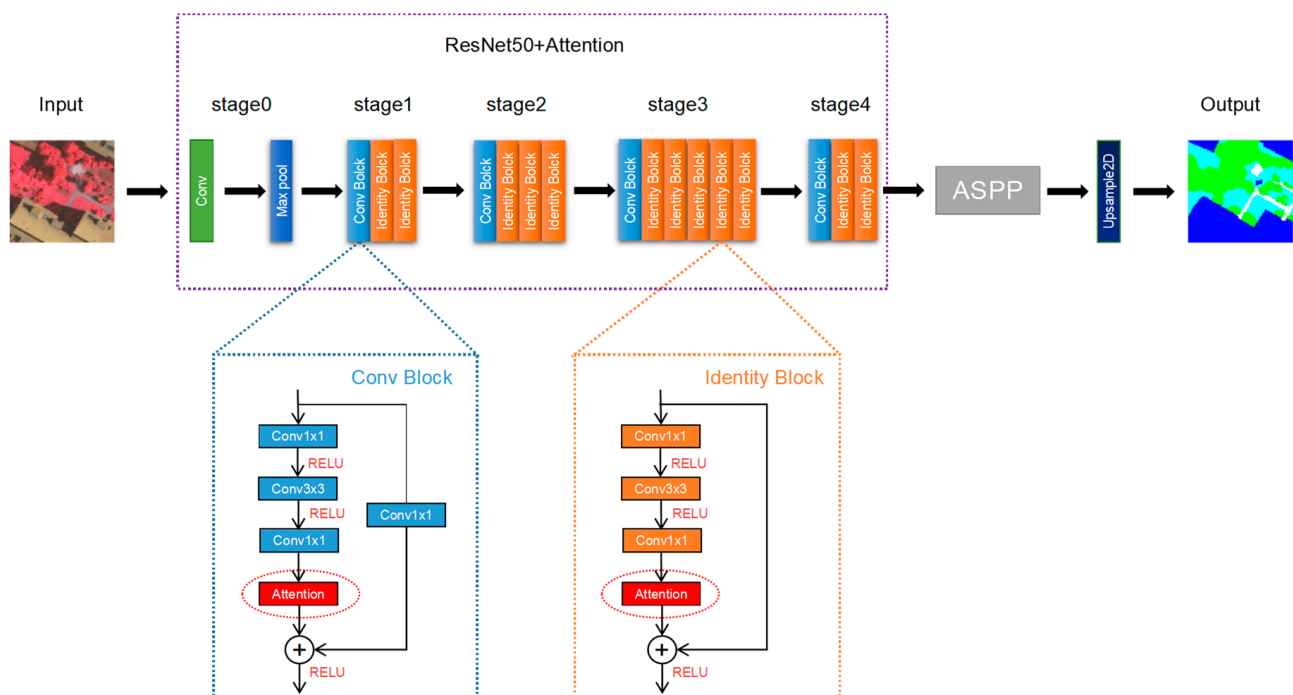 ResNet50+Attention
Input
stage0
stage1
stage2
stage3
stage4
Output
Conv
Max pool
Conv Bolck
Identity Bolck
Identity Bolck
Conv Bolck
Identity Bolck
Identity Bolck
Identity Bolck
Conv Bolck
Identity Bolck
Identity Bolck
Identity Bolck
Identity Bolck
Identity Bolck
Conv Bolck
Identity Bolck
Identity Bolck
ASPP
Upsample2D
Conv Block
Conv1x1
RELU
Conv3x3
RELU
Conv1x1
Conv1x1
Attention
+
RELU
Identity Block
Conv1x1
RELU
Conv3x3
RELU
Conv1x1
Attention
+
RELU